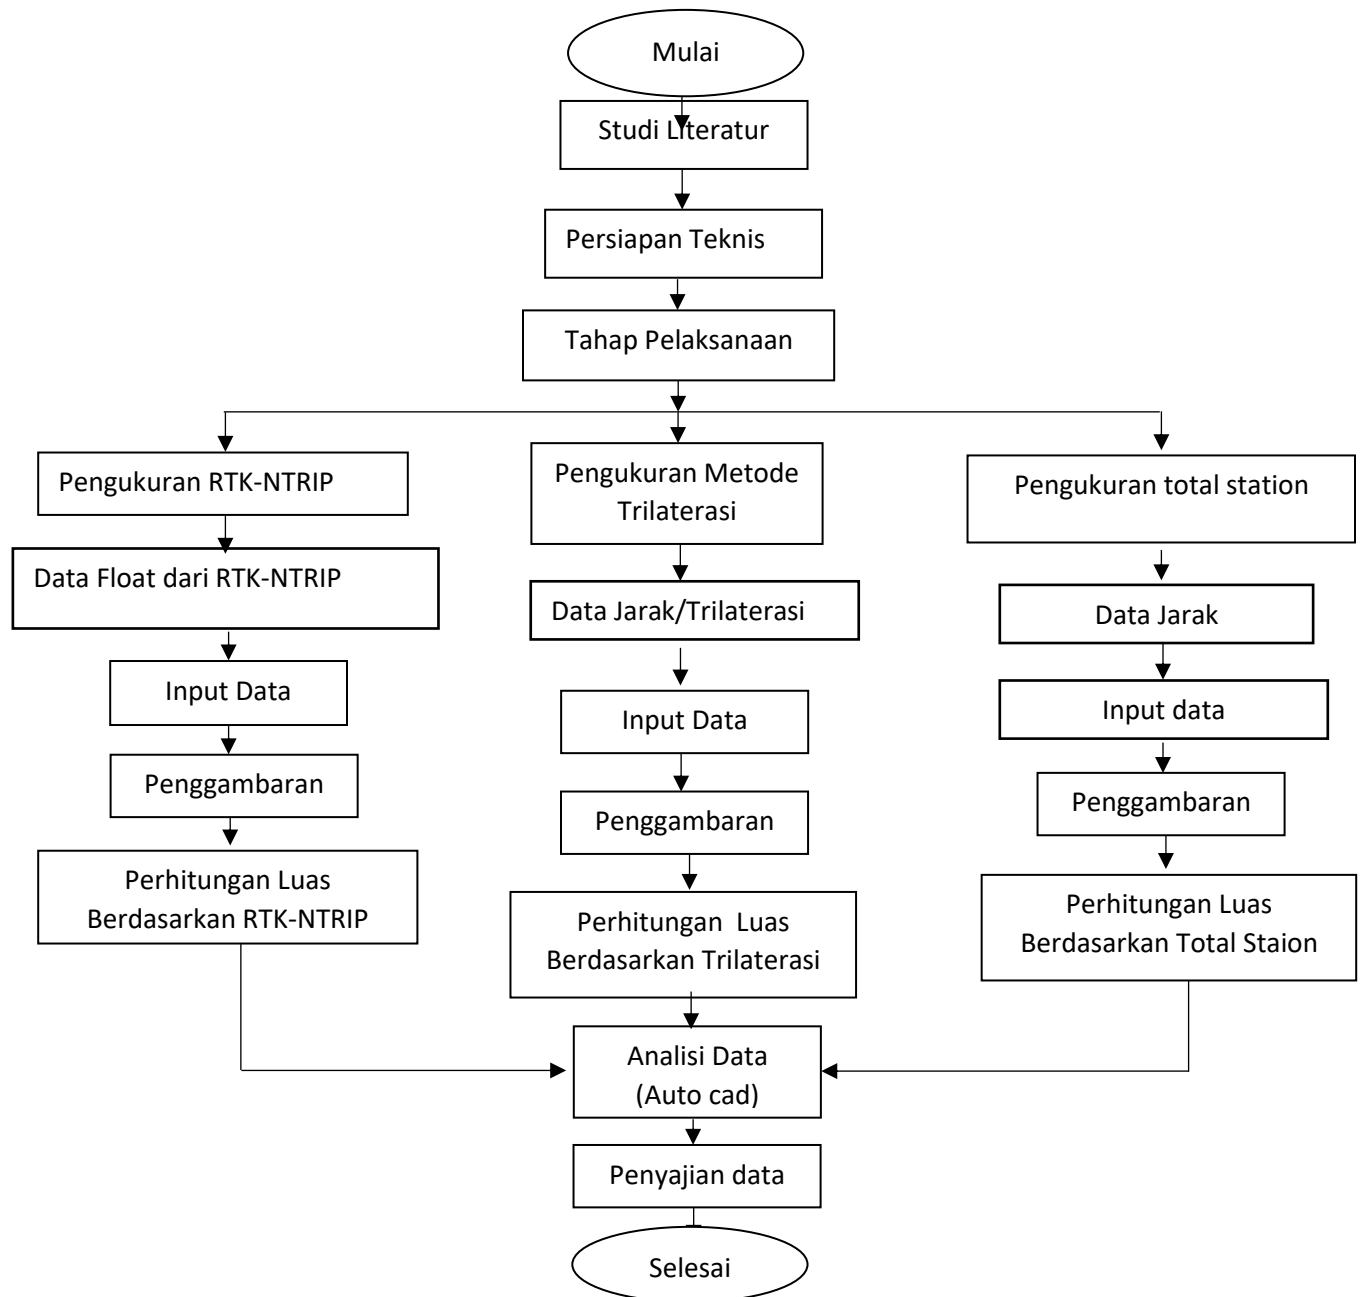 Mulai
Studi Literatur
Persiapan Teknis
Tahap Pelaksanaan
Pengukuran RTK-NTRIP
Data Float dari RTK-NTRIP
Input Data
Penggambaran
Perhitungan Luas
Berdasarkan RTK-NTRIP
Pengukuran Metode
Trilaterasi
Data Jarak/Trilaterasi
Input Data
Penggambaran
Perhitungan Luas
Berdasarkan Trilaterasi
Pengukuran total station
Data Jarak
Input data
Penggambaran
Perhitungan Luas
Berdasarkan Total Staion
Analisi Data
(Auto cad)
Penyajian data
Selesai